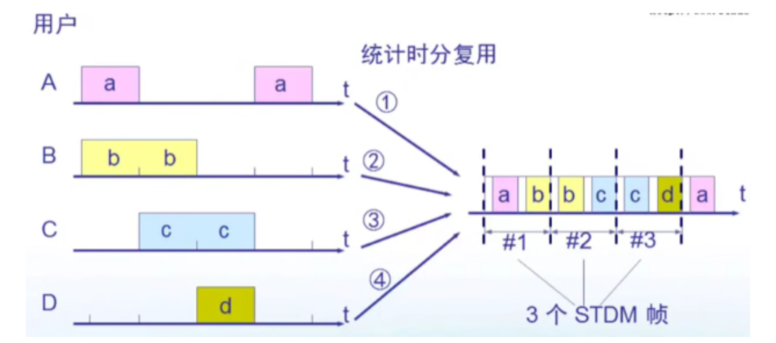 用户
统计时分复用
A a a t ①
B b b t ②
a b b c c d a t
C c c t ③
#1 #2 #3
D d t ④
3 个 STDM 帧